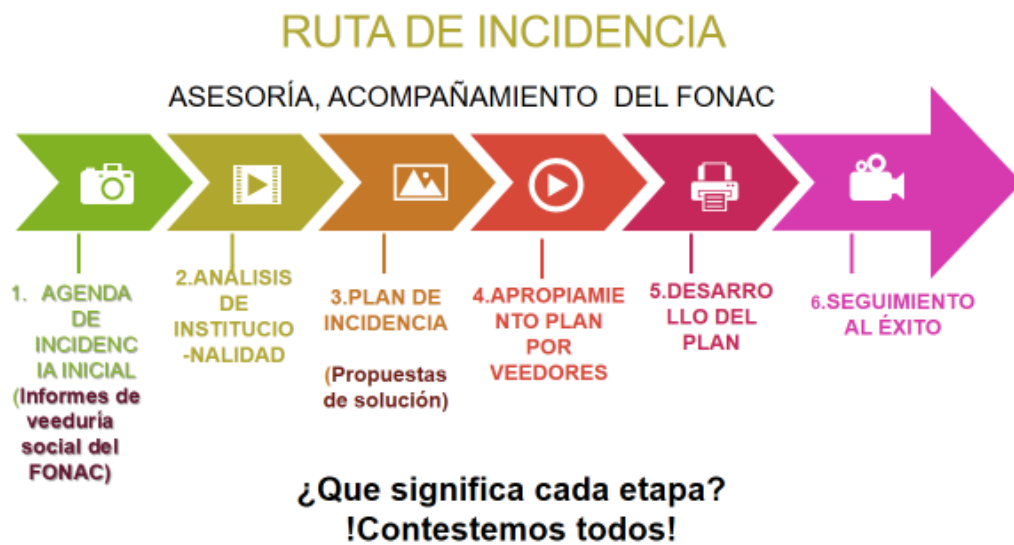 RUTA DE INCIDENCIA
ASESORÍA, ACOMPAÑAMIENTO DEL FONAC
1. AGENDA
DE
INCIDENC
IA INICIAL
(Informes de
veeduría
social del
FONAC)
2.ANÁLISIS
DE
INSTITUCIO
-NALIDAD
3.PLAN DE
INCIDENCIA
(Propuestas
de solución)
4.APROPIAMIE
NTO PLAN
POR
VEEDORES
5.DESARRO
LLO DEL
PLAN
6.SEGUIMIENTO
AL ÉXITO
¿Que significa cada etapa?
!Contestemos todos!